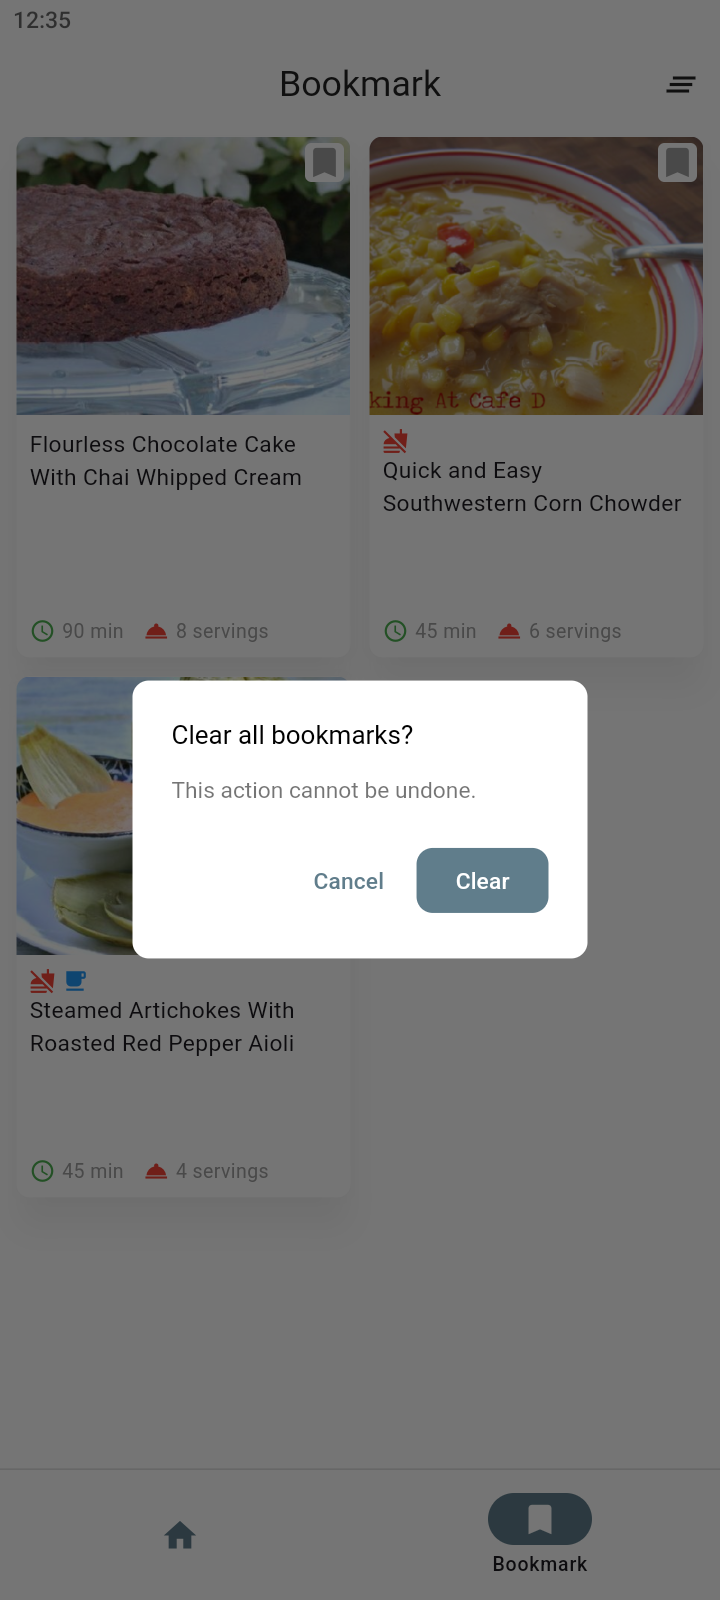 12:35
Bookmark
king At Cafe D
Flourless Chocolate Cake
With Chai Whipped Cream
90 min 8 servings
Quick and Easy
Southwestern Corn Chowder
45 min 6 servings
Clear all bookmarks?
This action cannot be undone.
Cancel Clear
Steamed Artichokes With
Roasted Red Pepper Aioli
45 min 4 servings
Bookmark